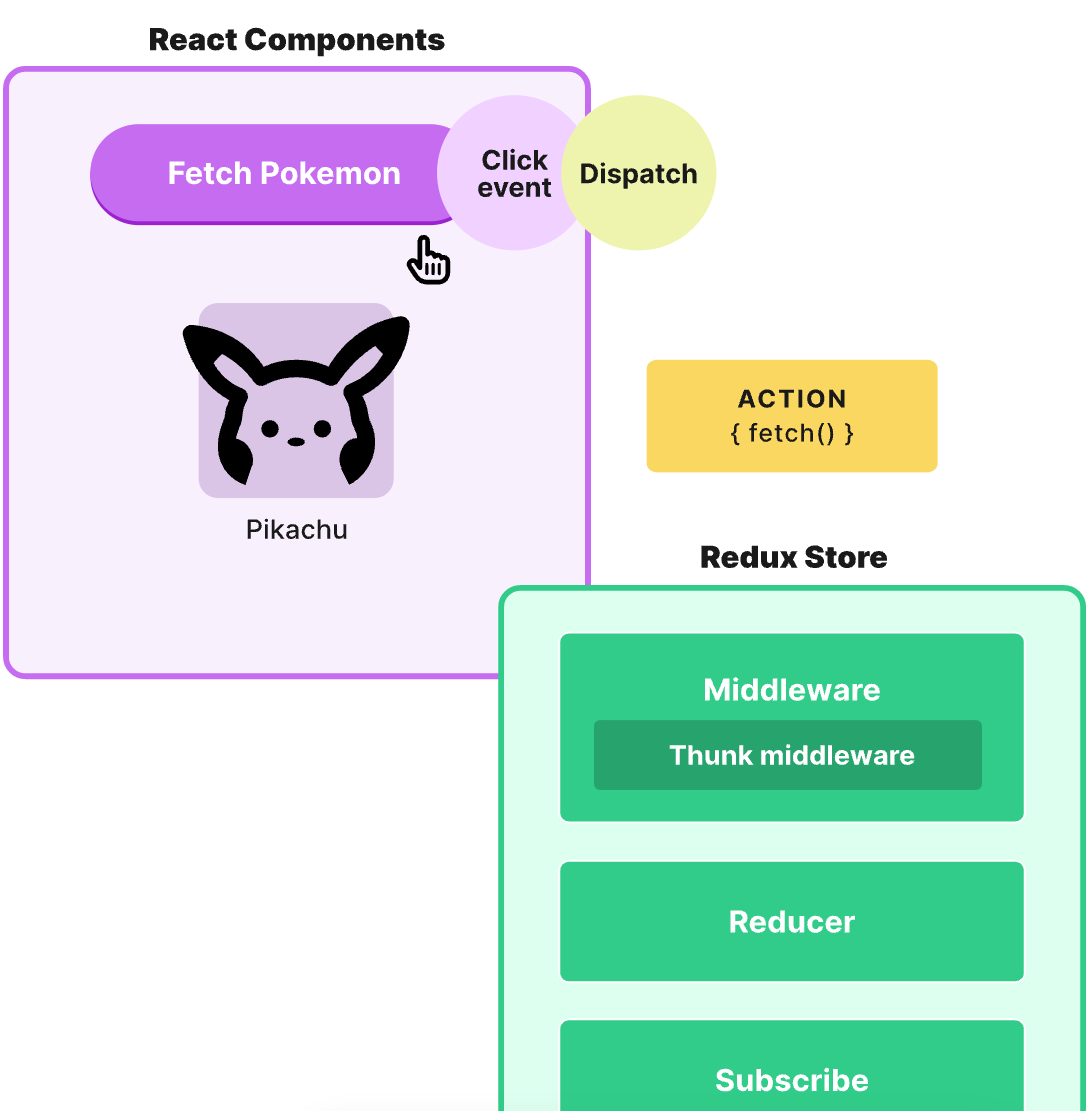 React Components
Fetch Pokemon
Click
event
Dispatch
Pikachu
ACTION
{ fetch() }
Redux Store
Middleware
Thunk middleware
Reducer
Subscribe